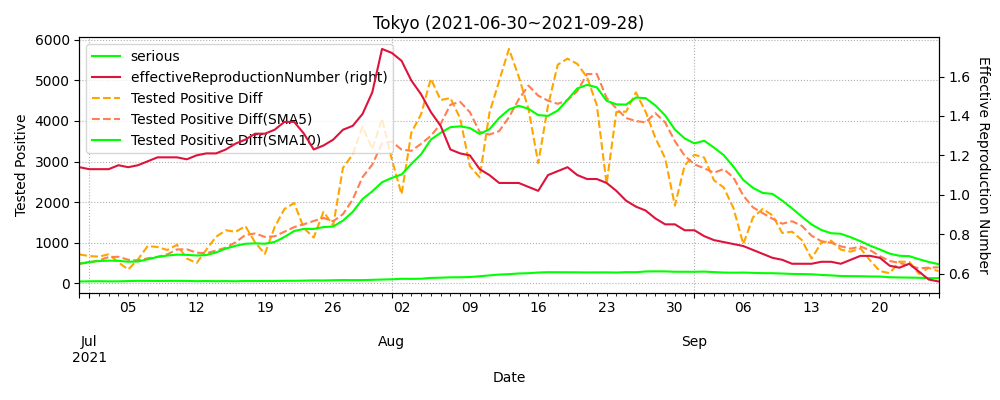 Tokyo (2021-06-30~2021-09-28)
serious
effectiveReproductionNumber (right)
Tested Positive Diff
Tested Positive Diff(SMA5)
Tested Positive Diff(SMA10)
Tested Positive
6000
5000
4000
3000
2000
1000
0
1.6
1.4
1.2
1.0
0.8
0.6
Effective Reproduction Number
05 12 19 26 02 09 16 23 30 06 13 20
Jul Aug Sep
2021
Date